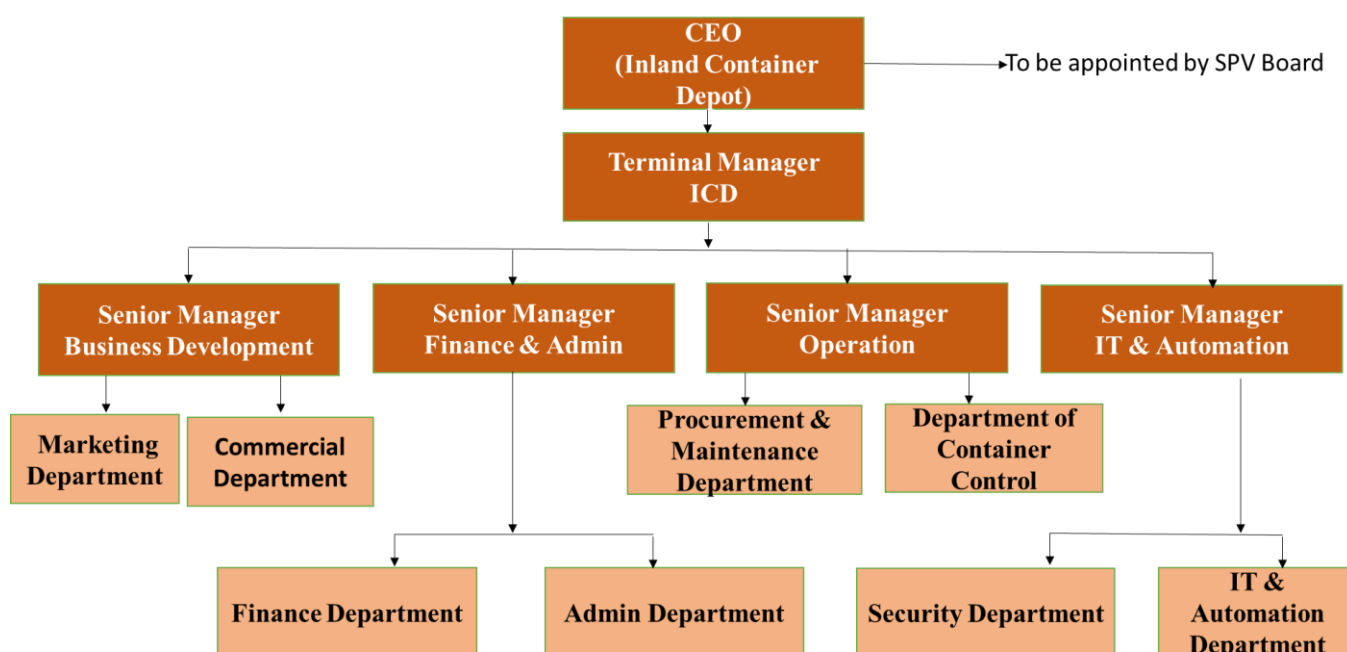 CEO
(Inland Container
Depot)
To be appointed by SPV Board
Terminal Manager
ICD
Senior Manager
Business Development
Senior Manager
Finance & Admin
Senior Manager
Operation
Senior Manager
IT & Automation
Marketing
Department
Commercial
Department
Procurement &
Maintenance
Department
Department of
Container
Control
Finance Department
Admin Department
Security Department
IT &
Automation
Department